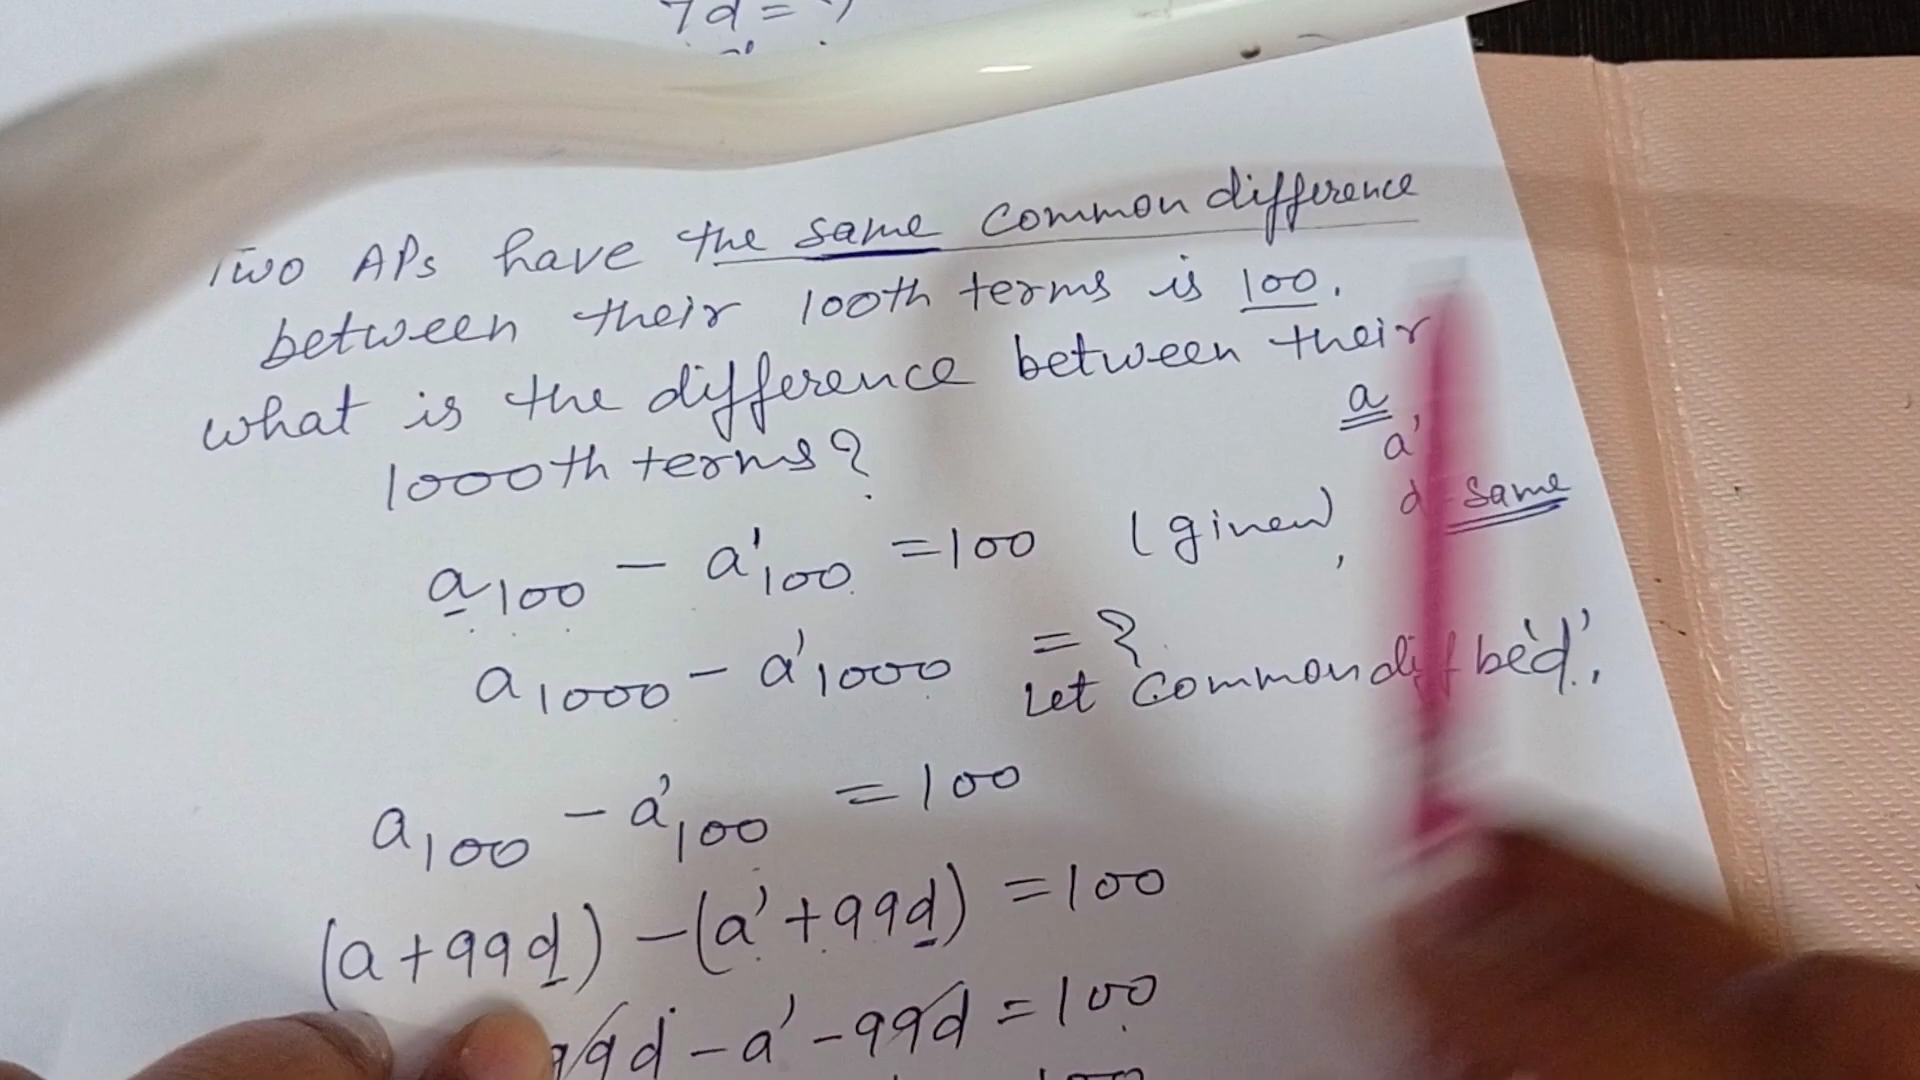 7d = ?
Two APs have the same common difference
between their 100th terms is 100.
what is the difference between their
1000th terms?
a
a'
d same
a100 - a'100 = 100 (given),
a1000 - a'1000 = ?
Let common diff be 'd'.
a100 - a'100 = 100
(a+99d) - (a'+99d) = 100
99d - a' - 99d = 100